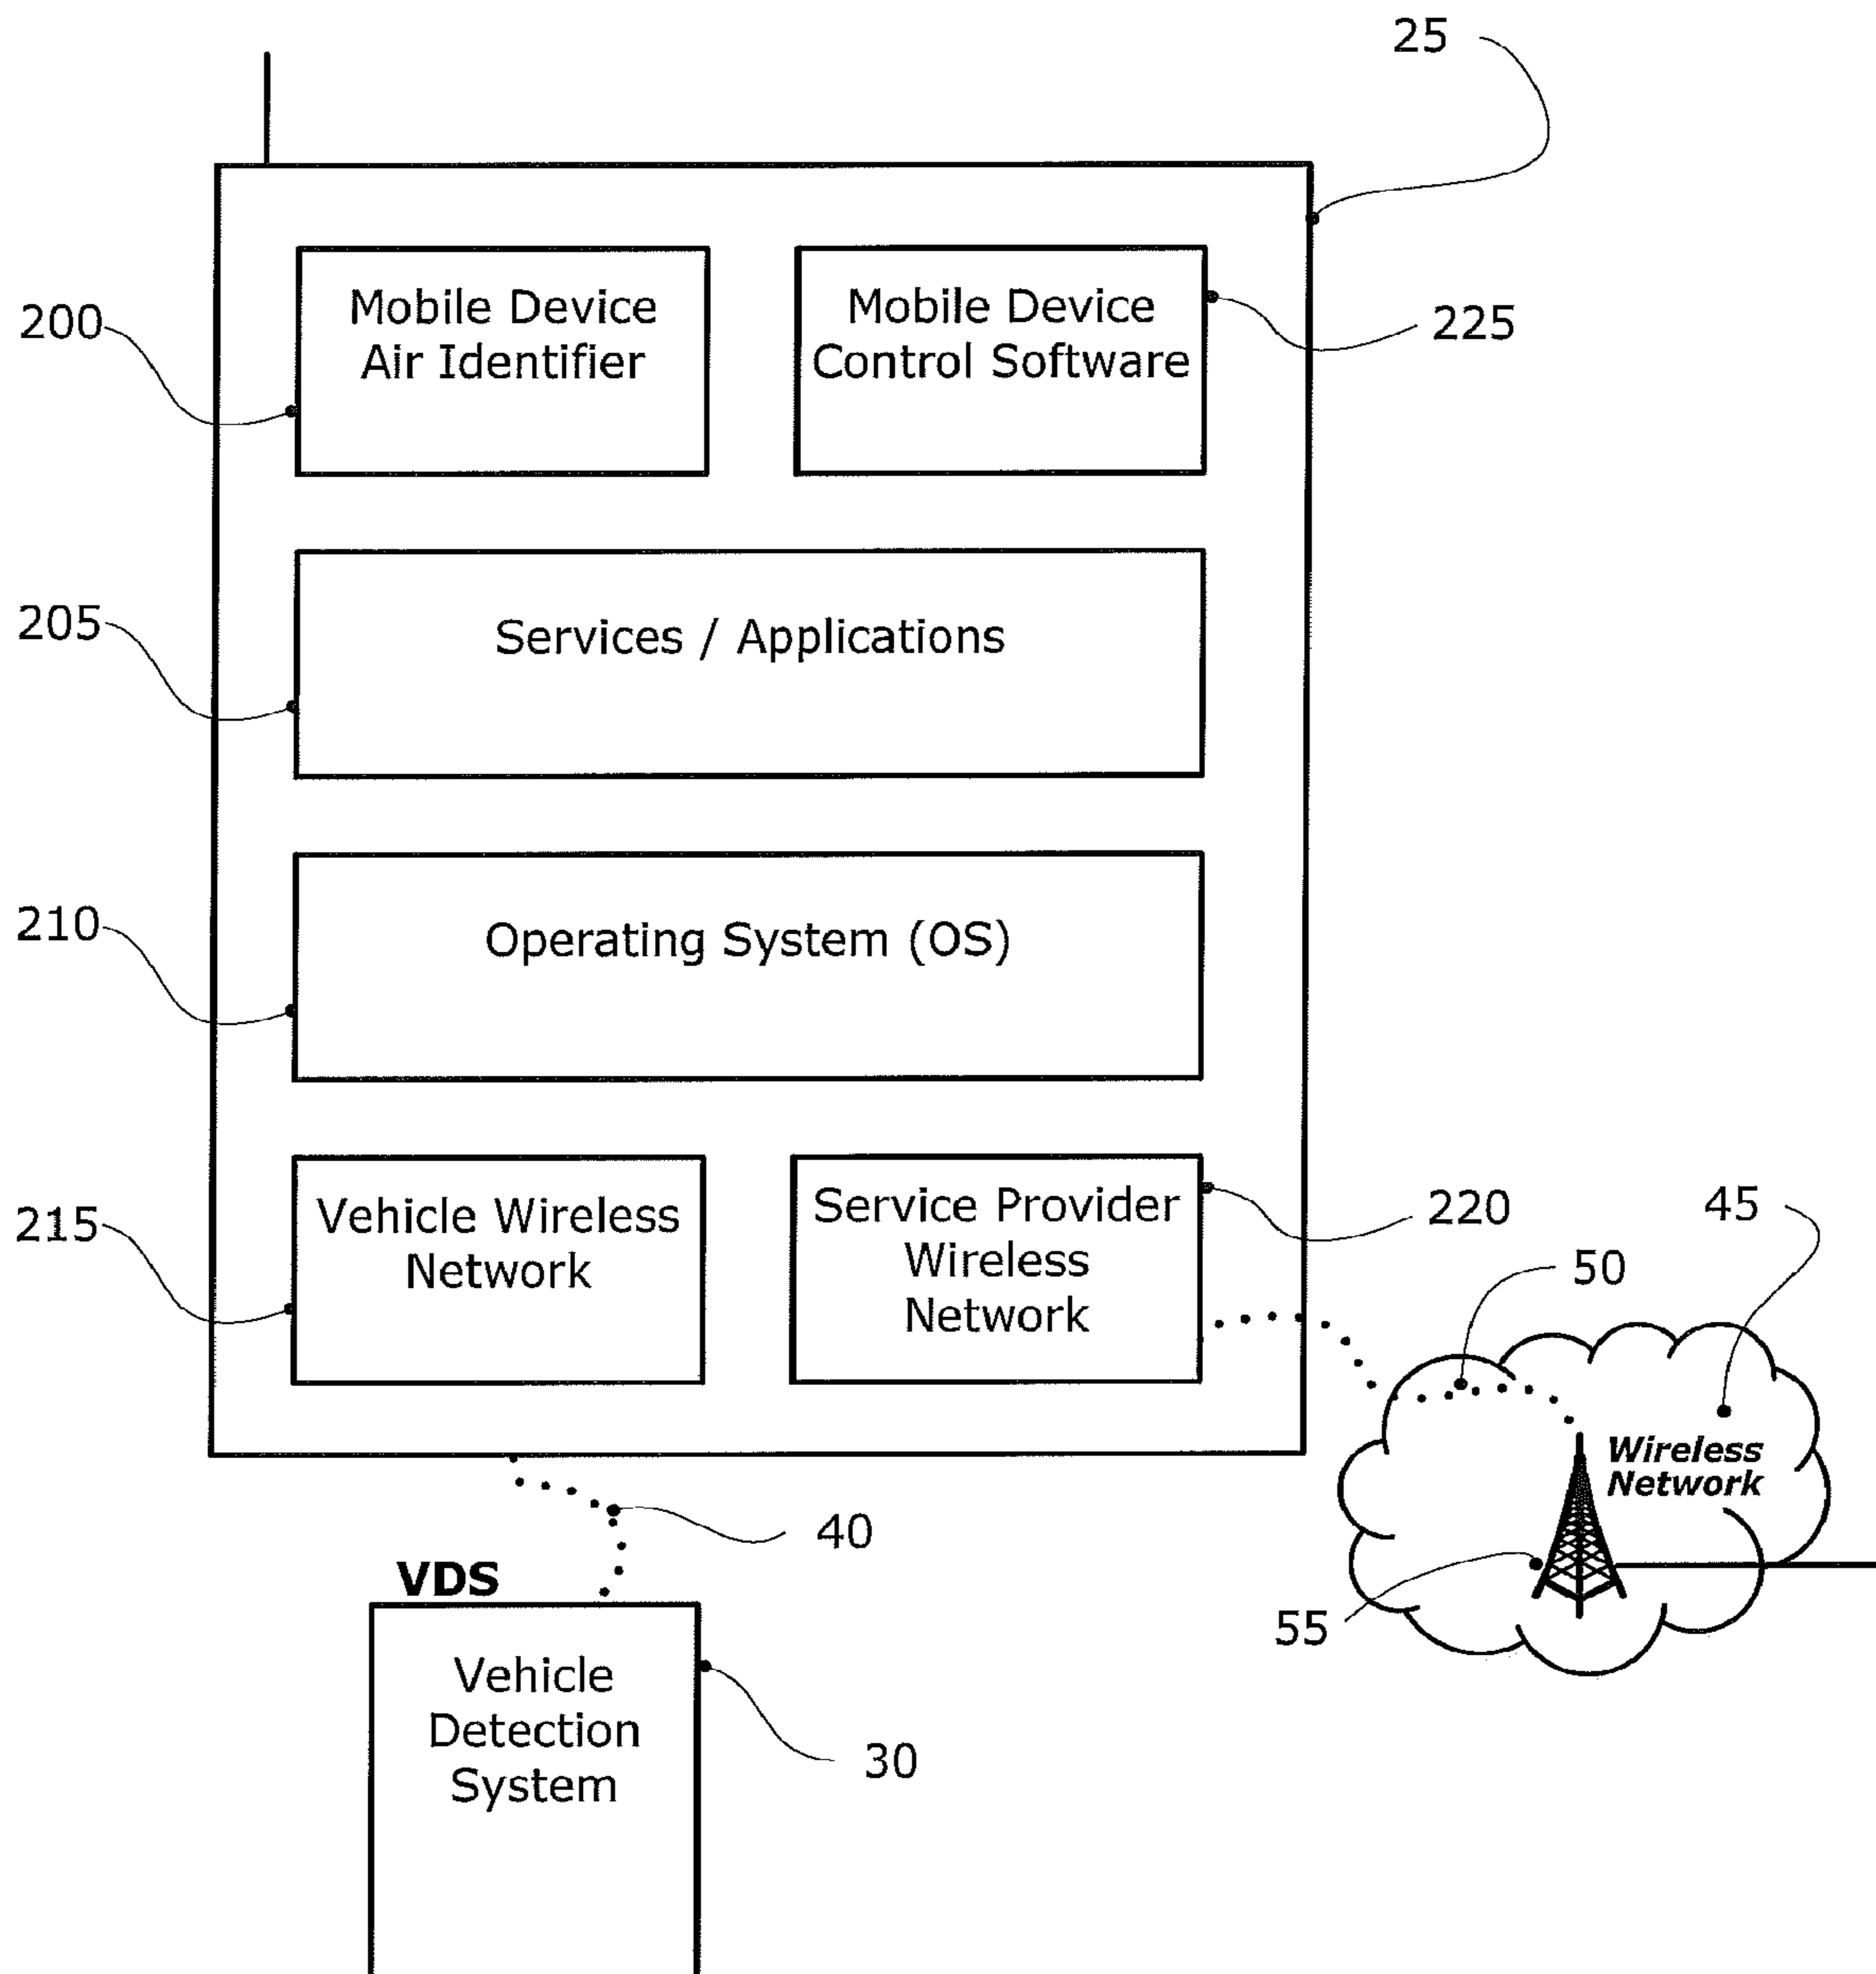 25
200
Mobile Device
Air Identifier
Mobile Device
Control Software
225
205
Services / Applications
210
Operating System (OS)
215
Vehicle Wireless
Network
Service Provider
Wireless
Network
220
50
45
Wireless
Network
40
55
VDS
Vehicle
Detection
System
30